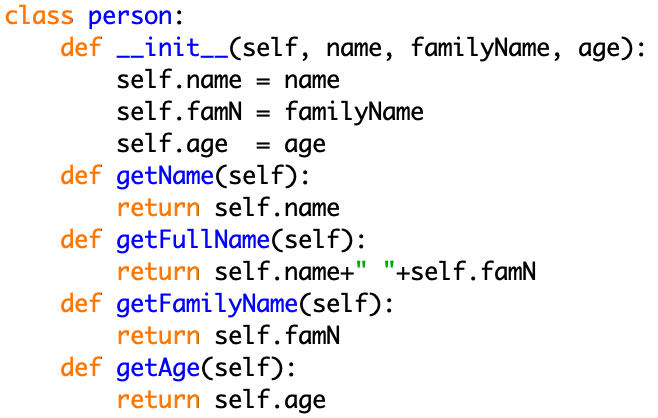 class person:
    def __init__(self, name, familyName, age):
        self.name = name
        self.famN = familyName
        self.age  = age
    def getName(self):
        return self.name
    def getFullName(self):
        return self.name+" "+self.famN
    def getFamilyName(self):
        return self.famN
    def getAge(self):
        return self.age